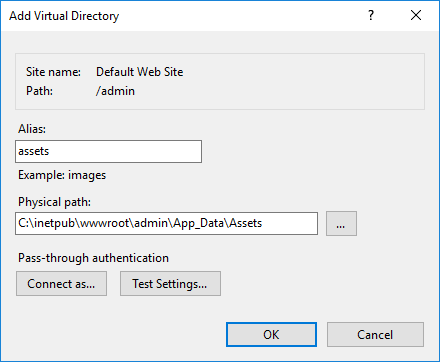 Add Virtual Directory
?
Site name: Default Web Site
Path: /admin
Alias:
assets
Example: images
Physical path:
C:\inetpub\wwwroot\admin\App_Data\Assets
...
Pass-through authentication
Connect as... Test Settings...
OK Cancel